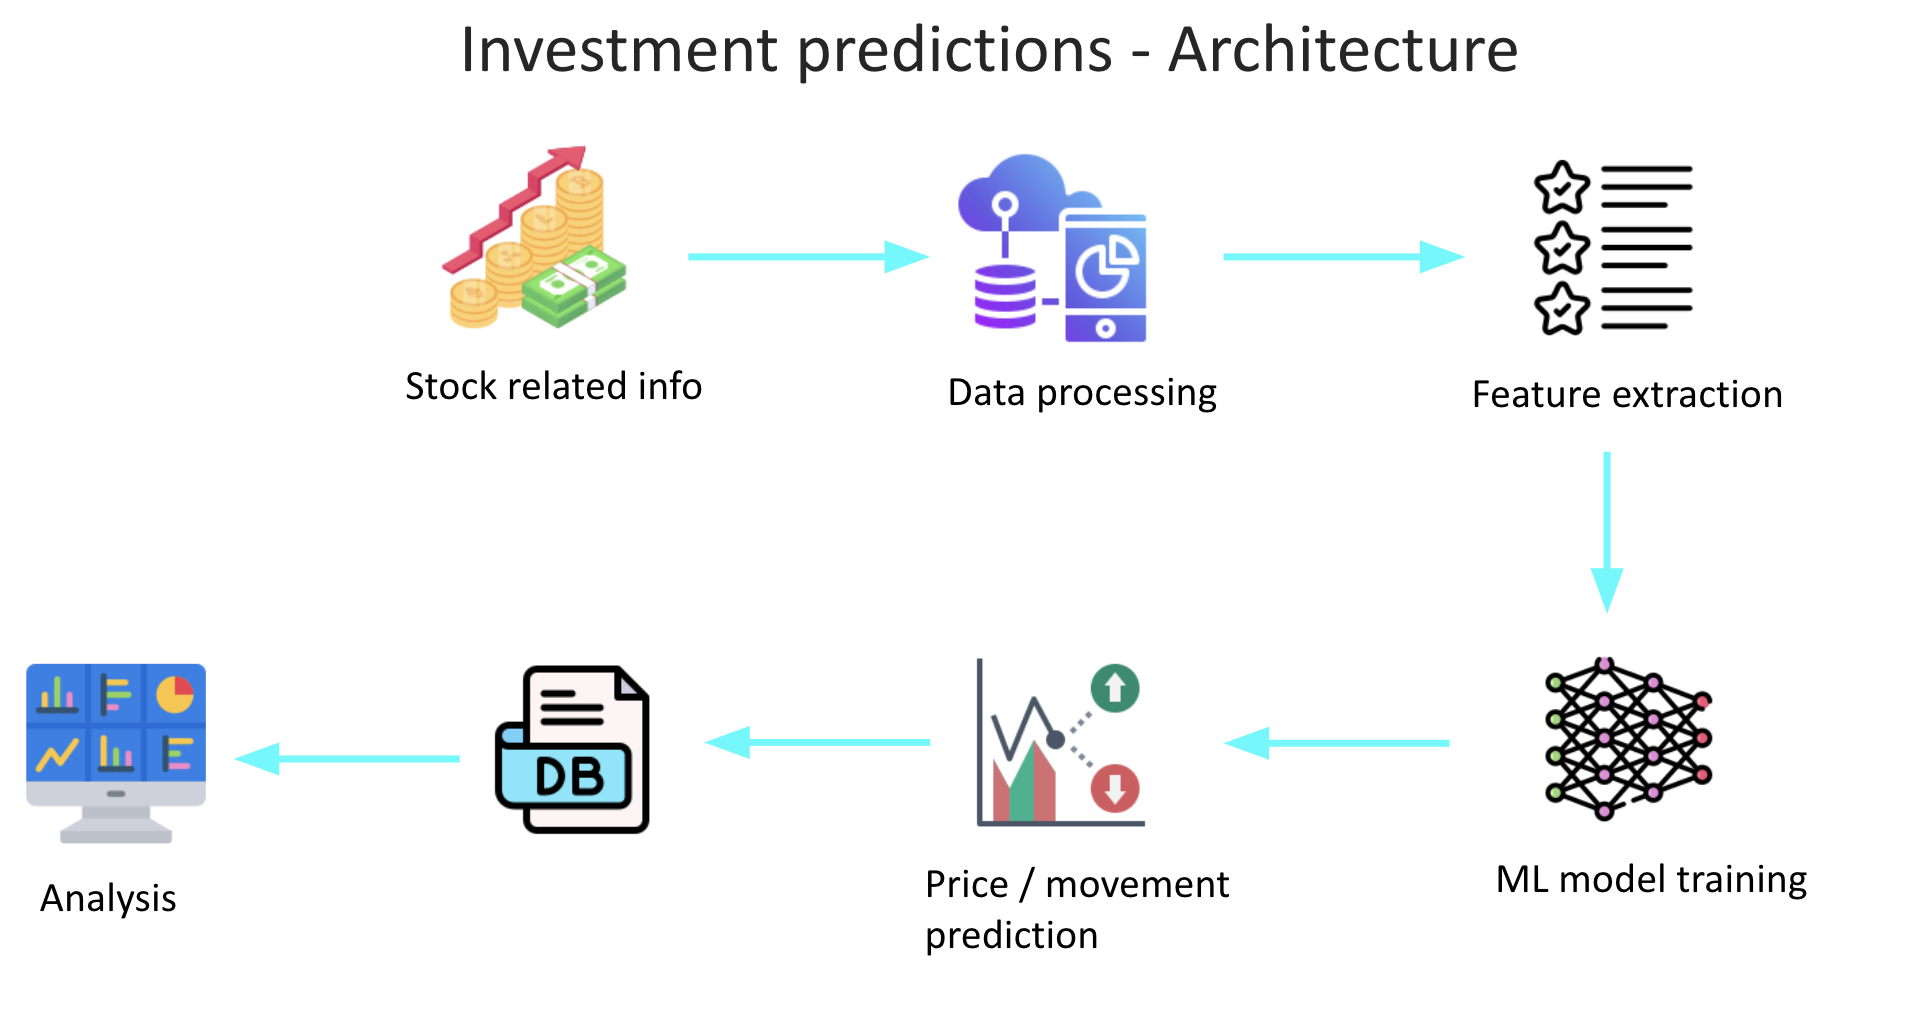 Investment predictions - Architecture
Stock related info
Data processing
Feature extraction
DB
Analysis
Price / movement
prediction
ML model training